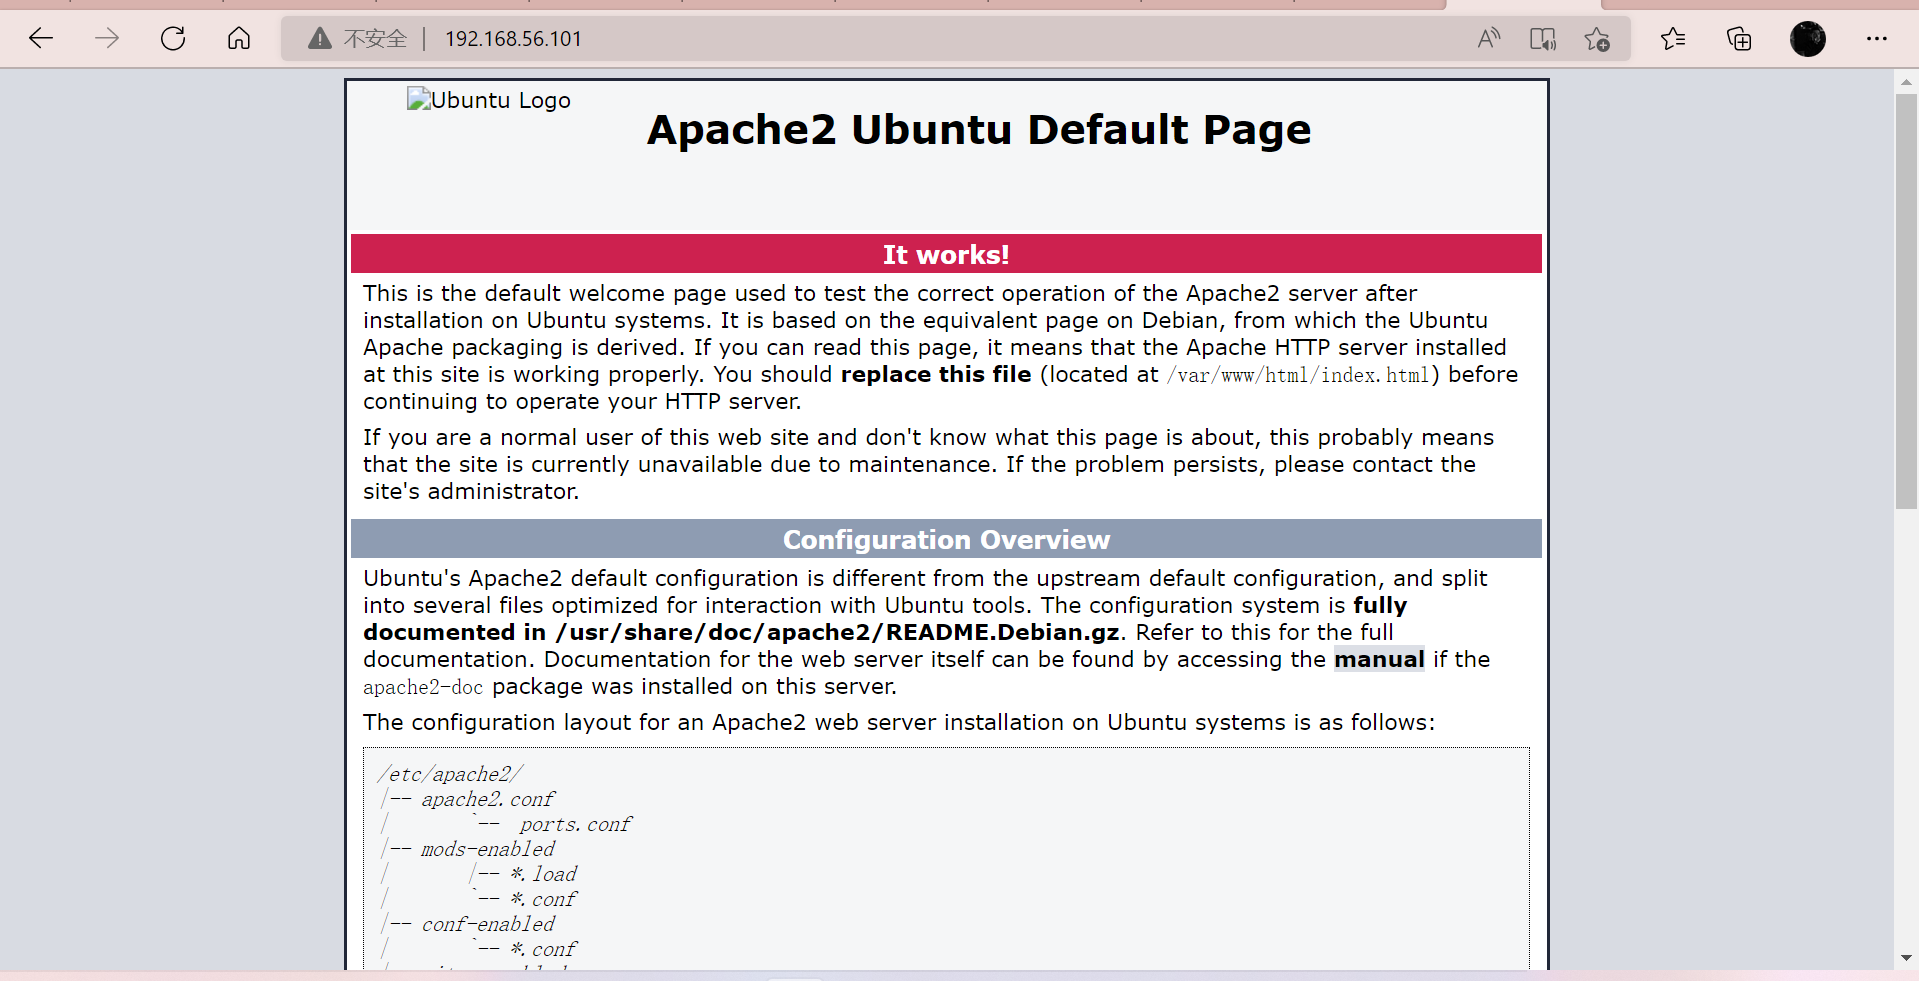 不安全 192.168.56.101
Ubuntu Logo
Apache2 Ubuntu Default Page
It works!
This is the default welcome page used to test the correct operation of the Apache2 server after
installation on Ubuntu systems. It is based on the equivalent page on Debian, from which the Ubuntu
Apache packaging is derived. If you can read this page, it means that the Apache HTTP server installed
at this site is working properly. You should replace this file (located at /var/www/html/index.html) before
continuing to operate your HTTP server.
If you are a normal user of this web site and don't know what this page is about, this probably means
that the site is currently unavailable due to maintenance. If the problem persists, please contact the
site's administrator.
Configuration Overview
Ubuntu's Apache2 default configuration is different from the upstream default configuration, and split
into several files optimized for interaction with Ubuntu tools. The configuration system is fully
documented in /usr/share/doc/apache2/README.Debian.gz. Refer to this for the full
documentation. Documentation for the web server itself can be found by accessing the manual if the
apache2-doc package was installed on this server.
The configuration layout for an Apache2 web server installation on Ubuntu systems is as follows:
/etc/apache2/
|-- apache2.conf
|       `--  ports.conf
|-- mods-enabled
|       |-- *.load
|       `-- *.conf
|-- conf-enabled
|       `-- *.conf